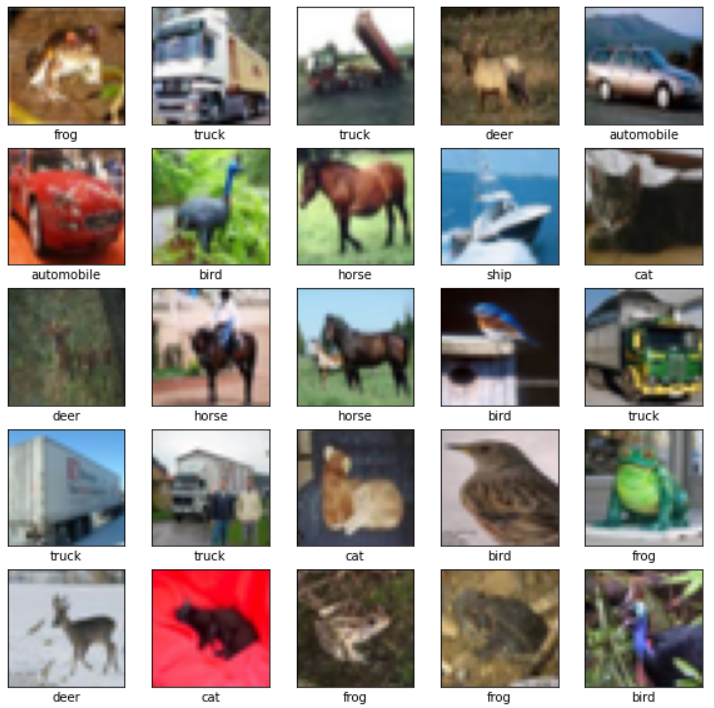 frog truck truck deer automobile
automobile bird horse ship cat
deer horse horse bird truck
truck truck cat bird frog
deer cat frog frog bird